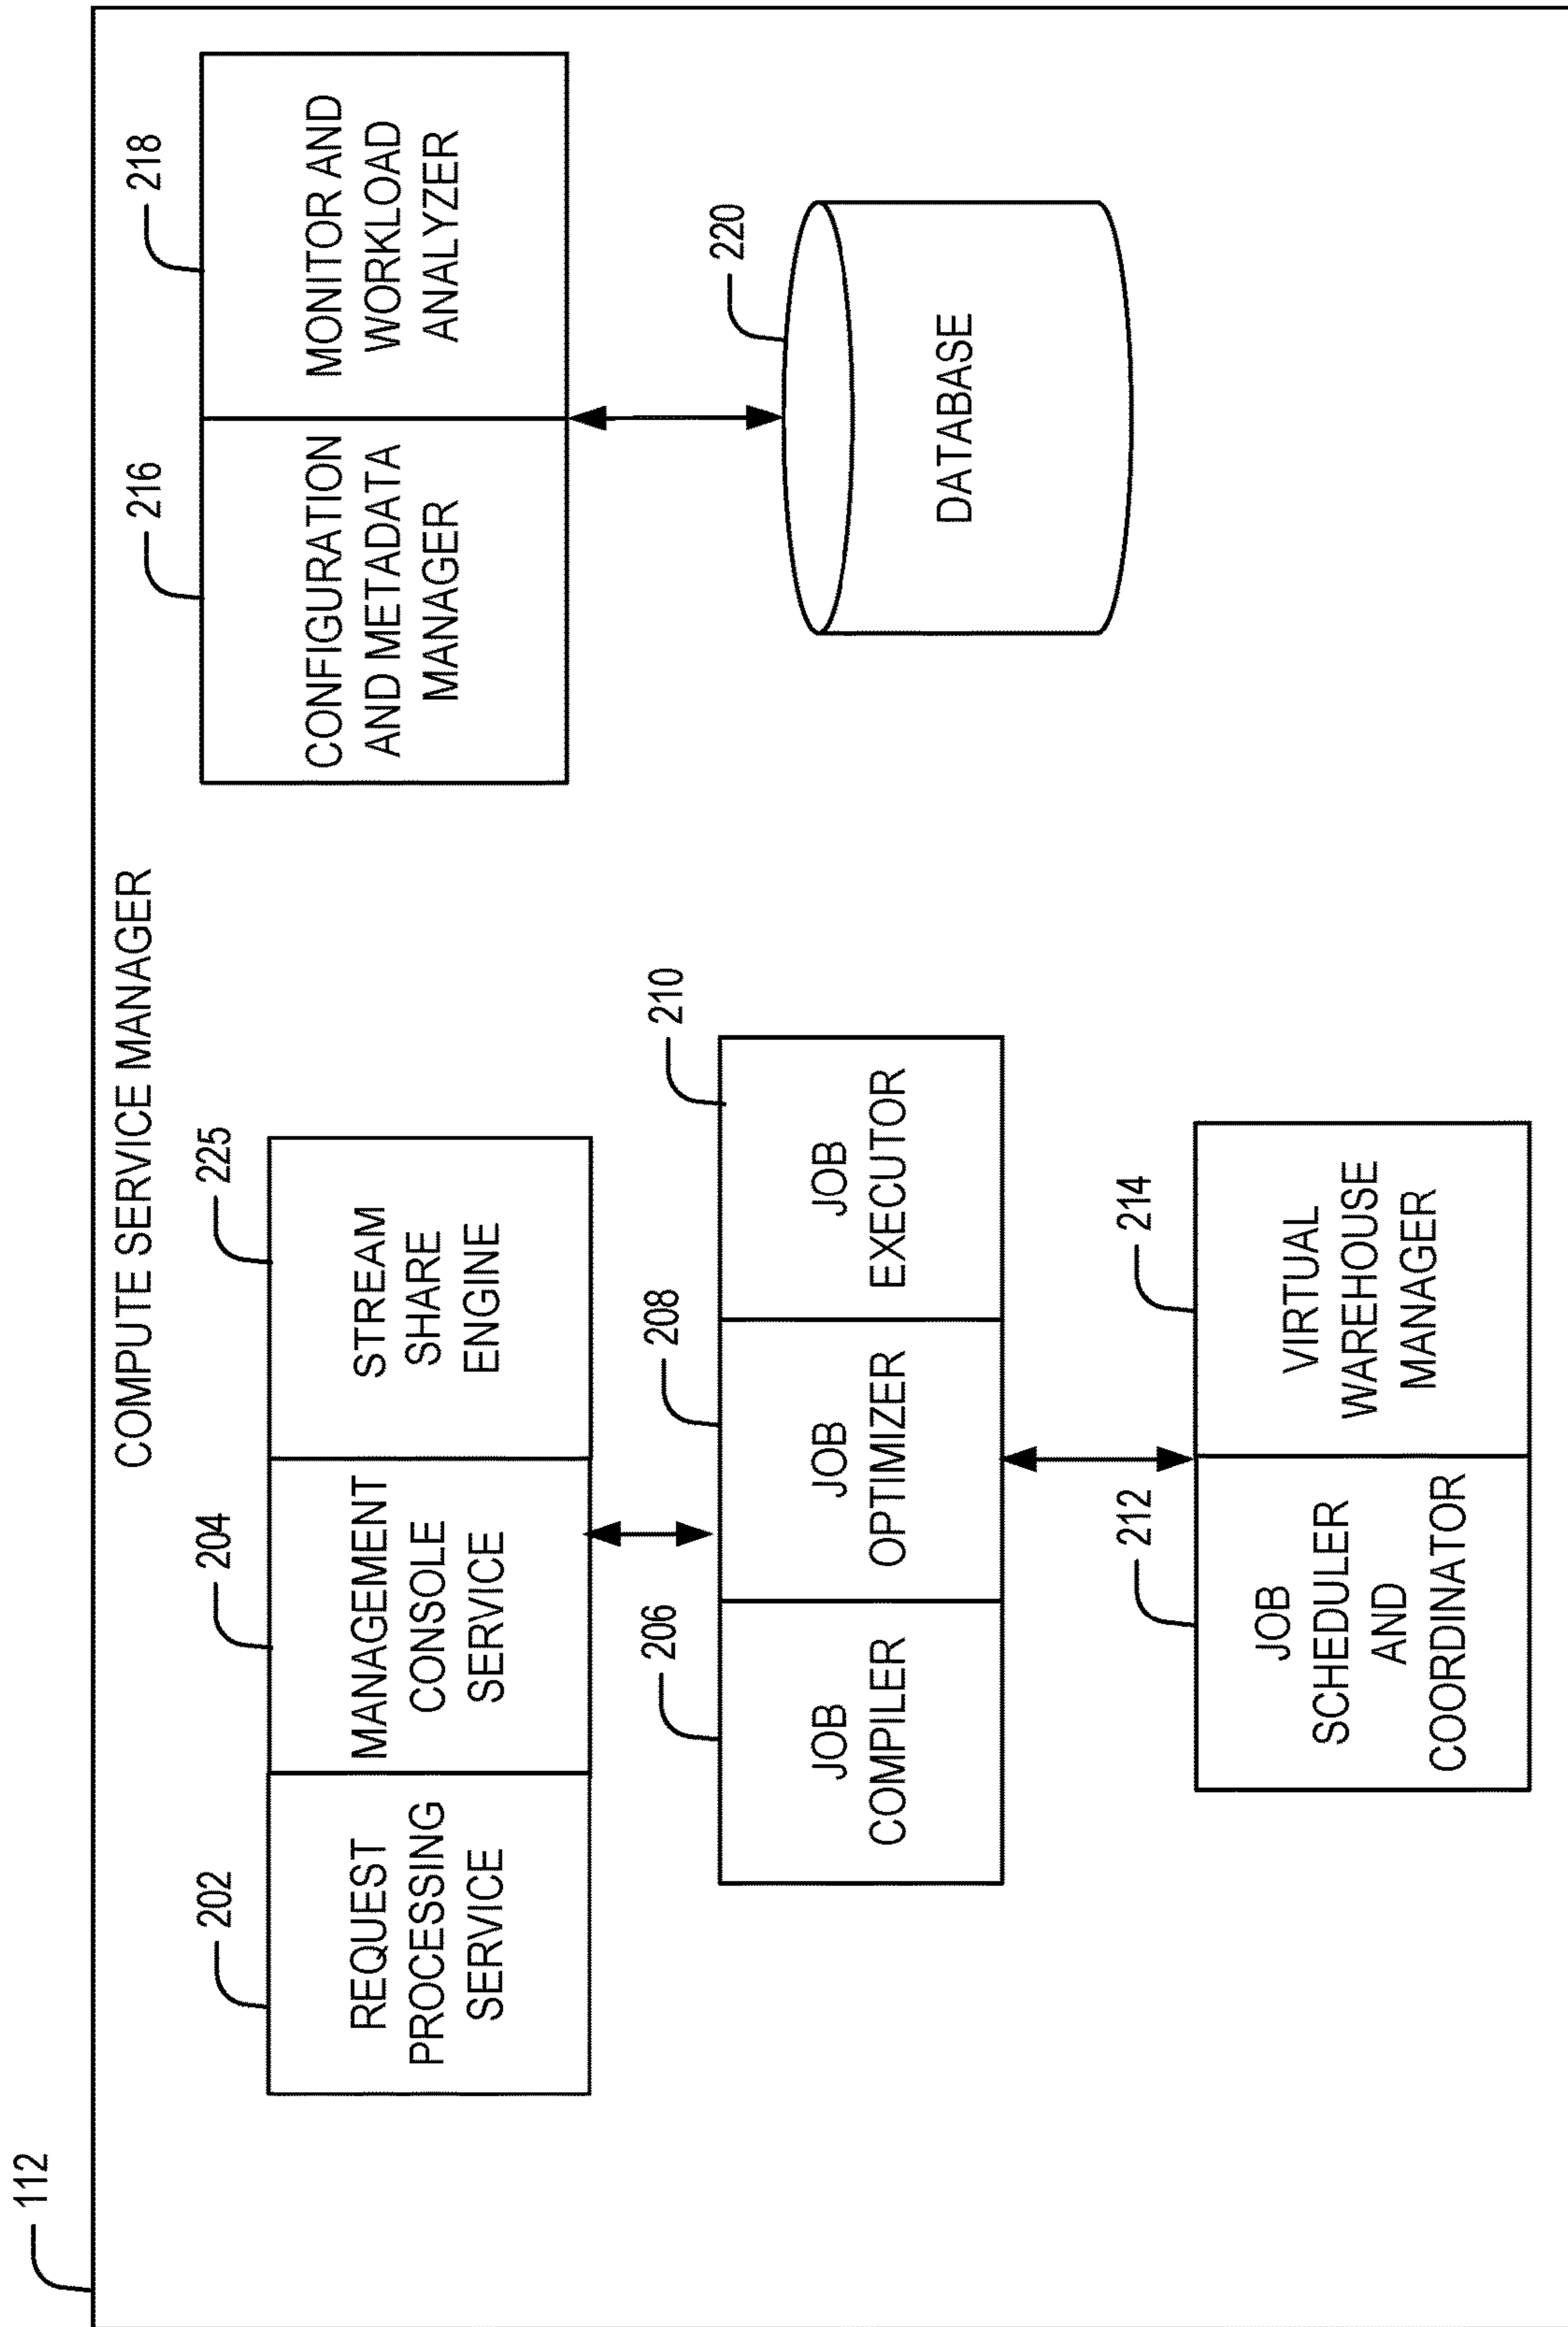 112
COMPUTE SERVICE MANAGER
202
REQUEST
PROCESSING
SERVICE
204
MANAGEMENT
CONSOLE
SERVICE
225
STREAM
SHARE
ENGINE
206
JOB
COMPILER
208
JOB
OPTIMIZER
210
JOB
EXECUTOR
212
JOB
SCHEDULER
AND
COORDINATOR
214
VIRTUAL
WAREHOUSE
MANAGER
216
CONFIGURATION
AND METADATA
MANAGER
218
MONITOR AND
WORKLOAD
ANALYZER
220
DATABASE